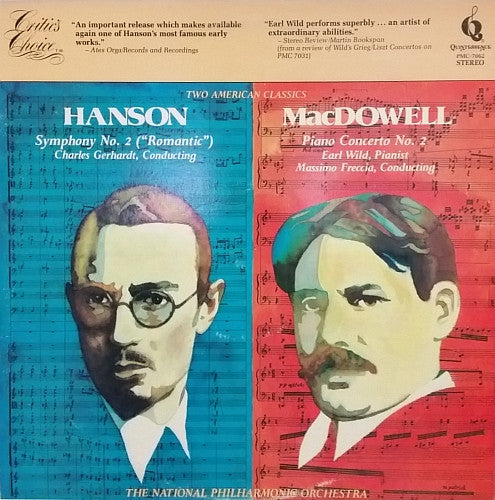 Critic's
Choice™
"An important release which makes available
again one of Hanson's most famous early
works."
– Ates Orga/Records and Recordings
"Earl Wild performs superbly ... an artist of
extraordinary abilities."
– Stereo Review/Martin Bookspan
(from a review of Wild's Grieg/Liszt Concertos on
PMC 7031)
QUINTESSENCE
PMC-7062
STEREO
TWO AMERICAN CLASSICS
HANSON
Symphony No. 2 ("Romantic")
Charles Gerhardt, Conducting
MacDOWELL
Piano Concerto No. 2
Earl Wild, Pianist
Massimo Freccia, Conducting
THE NATIONAL PHILHARMONIC ORCHESTRA